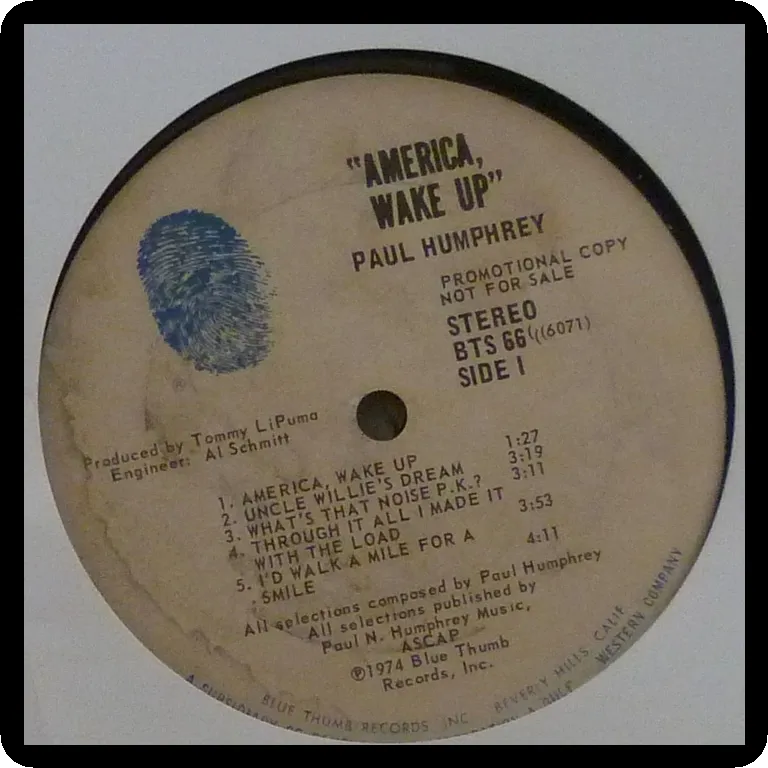 "AMERICA,
WAKE UP"
PAUL HUMPHREY
PROMOTIONAL COPY
NOT FOR SALE
STEREO
BTS 66 (((6071)
SIDE 1
®
Produced by Tommy LiPuma
Engineer: Al Schmitt
1. AMERICA, WAKE UP 1:27
2. UNCLE WILLIE'S DREAM 3:19
3. WHAT'S THAT NOISE P.K.? 3:11
4. THROUGH IT ALL I MADE IT
WITH THE LOAD 3:53
5. I'D WALK A MILE FOR A
SMILE 4:11
All selections composed by Paul Humphrey
All selections published by
Paul N. Humphrey Music,
ASCAP
℗1974 Blue Thumb
Records, Inc.
BLUE THUMB RECORDS INC BEVERLY HILLS CALIF
A SUBSIDIARY WESTERN COMPANY